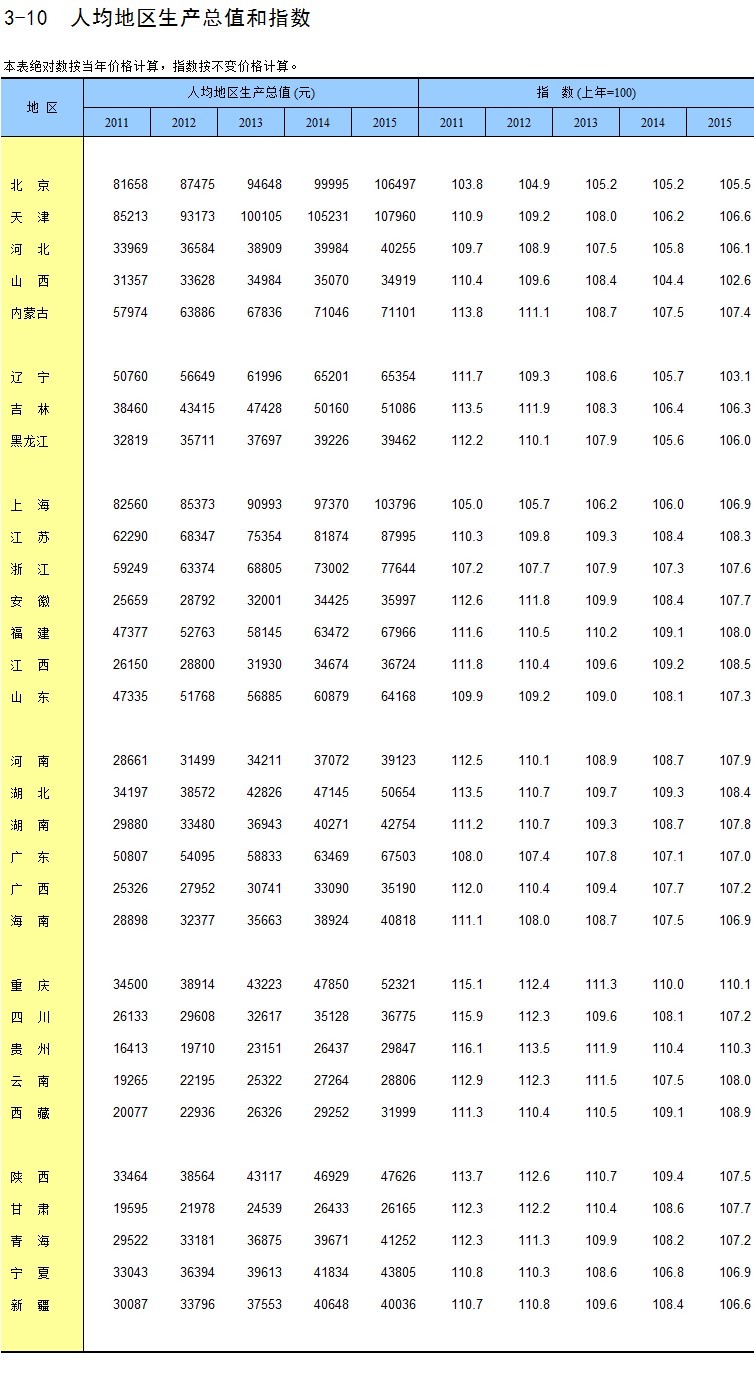 3-10 人均地区生产总值和指数
本表绝对数按当年价格计算，指数按不变价格计算。
地 区 人均地区生产总值(元) 指 数(上年=100)
2011 2012 2013 2014 2015 2011 2012 2013 2014 2015
北 京 81658 87475 94648 99995 106497 103.8 104.9 105.2 105.2 105.5
天 津 85213 93173 100105 105231 107960 110.9 109.2 108.0 106.2 106.6
河 北 33969 36584 38909 39984 40255 109.7 108.9 107.5 105.8 106.1
山 西 31357 33628 34984 35070 34919 110.4 109.6 108.4 104.4 102.6
内蒙古 57974 63886 67836 71046 71101 113.8 111.1 108.7 107.5 107.4
辽 宁 50760 56649 61996 65201 65354 111.7 109.3 108.6 105.7 103.1
吉 林 38460 43415 47428 50160 51086 113.5 111.9 108.3 106.4 106.3
黑龙江 32819 35711 37697 39226 39462 112.2 110.1 107.9 105.6 106.0
上 海 82560 85373 90993 97370 103796 105.0 105.7 106.2 106.0 106.9
江 苏 62290 68347 75354 81874 87995 110.3 109.8 109.3 108.4 108.3
浙 江 59249 63374 68805 73002 77644 107.2 107.7 107.9 107.3 107.6
安 徽 25659 28792 32001 34425 35997 112.6 111.8 109.9 108.4 107.7
福 建 47377 52763 58145 63472 67966 111.6 110.5 110.2 109.1 108.0
江 西 26150 28800 31930 34674 36724 111.8 110.4 109.6 109.2 108.5
山 东 47335 51768 56885 60879 64168 109.9 109.2 109.0 108.1 107.3
河 南 28661 31499 34211 37072 39123 112.5 110.1 108.9 108.7 107.9
湖 北 34197 38572 42826 47145 50654 113.5 110.7 109.7 109.3 108.4
湖 南 29880 33480 36943 40271 42754 111.2 110.7 109.3 108.7 107.8
广 东 50807 54095 58833 63469 67503 108.0 107.4 107.8 107.1 107.0
广 西 25326 27952 30741 33090 35190 112.0 110.4 109.4 107.7 107.2
海 南 28898 32377 35663 38924 40818 111.1 108.0 108.7 107.5 106.9
重 庆 34500 38914 43223 47850 52321 115.1 112.4 111.3 110.0 110.1
四 川 26133 29608 32617 35128 36775 115.9 112.3 109.6 108.1 107.2
贵 州 16413 19710 23151 26437 29847 116.1 113.5 111.9 110.4 110.3
云 南 19265 22195 25322 27264 28806 112.9 112.3 111.5 107.5 108.0
西 藏 20077 22936 26326 29252 31999 111.3 110.4 110.5 109.1 108.9
陕 西 33464 38564 43117 46929 47626 113.7 112.6 110.7 109.4 107.5
甘 肃 19595 21978 24539 26433 26165 112.3 112.2 110.4 108.6 107.7
青 海 29522 33181 36875 39671 41252 112.3 111.3 109.9 108.2 107.2
宁 夏 33043 36394 39613 41834 43805 110.8 110.3 108.6 106.8 106.9
新 疆 30087 33796 37553 40648 40036 110.7 110.8 109.6 108.4 106.6